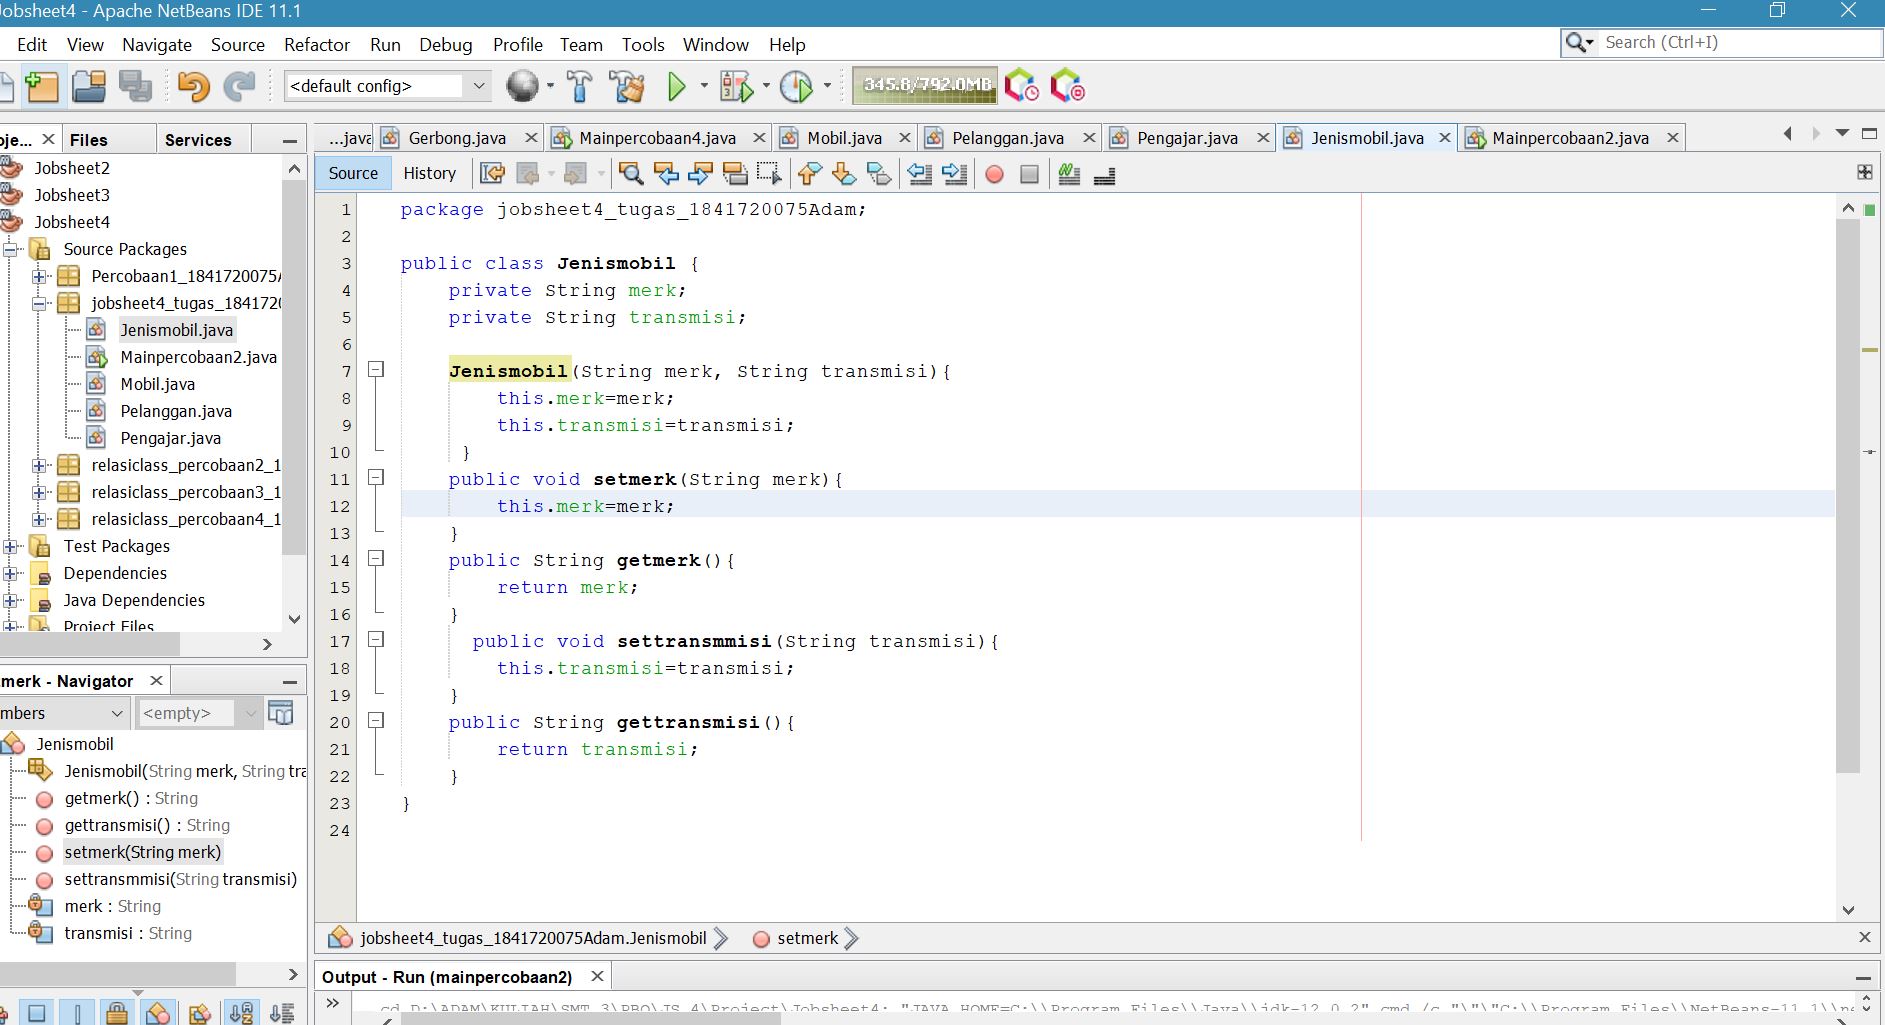 Jobsheet4 - Apache NetBeans IDE 11.1
Edit View Navigate Source Refactor Run Debug Profile Team Tools Window Help
Search (Ctrl+I)
<default config>
345.8/792.0MB
oje... Files Services
...java Gerbong.java Mainpercobaan4.java Mobil.java Pelanggan.java Pengajar.java Jenismobil.java Mainpercobaan2.java
Source History
Jobsheet2
Jobsheet3
Jobsheet4
Source Packages
Percobaan1_1841720075A
jobsheet4_tugas_1841720
Jenismobil.java
Mainpercobaan2.java
Mobil.java
Pelanggan.java
Pengajar.java
relasiclass_percobaan2_1
relasiclass_percobaan3_1
relasiclass_percobaan4_1
Test Packages
Dependencies
Java Dependencies
Project Files
merk - Navigator
mbers <empty>
Jenismobil
Jenismobil(String merk, String tra
getmerk() : String
gettransmisi() : String
setmerk(String merk)
settransmmisi(String transmisi)
merk : String
transmisi : String
1 package jobsheet4_tugas_1841720075Adam;
2
3 public class Jenismobil {
4 private String merk;
5 private String transmisi;
6
7 Jenismobil(String merk, String transmisi){
8 this.merk=merk;
9 this.transmisi=transmisi;
10 }
11 public void setmerk(String merk){
12 this.merk=merk;
13 }
14 public String getmerk(){
15 return merk;
16 }
17 public void settransmmisi(String transmisi){
18 this.transmisi=transmisi;
19 }
20 public String gettransmisi(){
21 return transmisi;
22 }
23 }
24
jobsheet4_tugas_1841720075Adam.Jenismobil setmerk
Output - Run (mainpercobaan2)
cd D:\ADAM\KULIAH\SMT 3\PBO\JS 4\Project\Jobsheet4; "JAVA_HOME=C:\\Program Files\\Java\\jdk-12.0.2" cmd /c "\"\"C:\\Program Files\\NetBeans-11.1\\ne